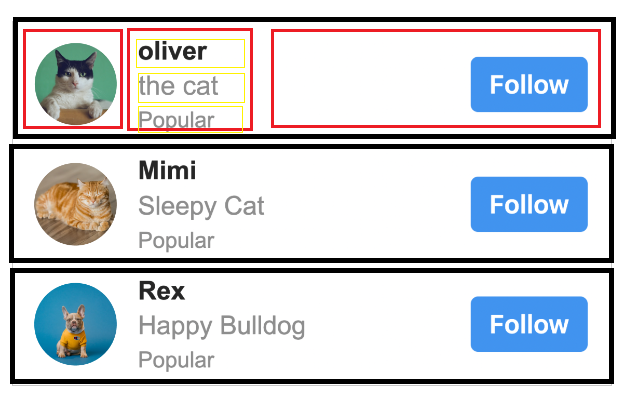 oliver
the cat
Popular
Follow
Mimi
Sleepy Cat
Popular
Follow
Rex
Happy Bulldog
Popular
Follow